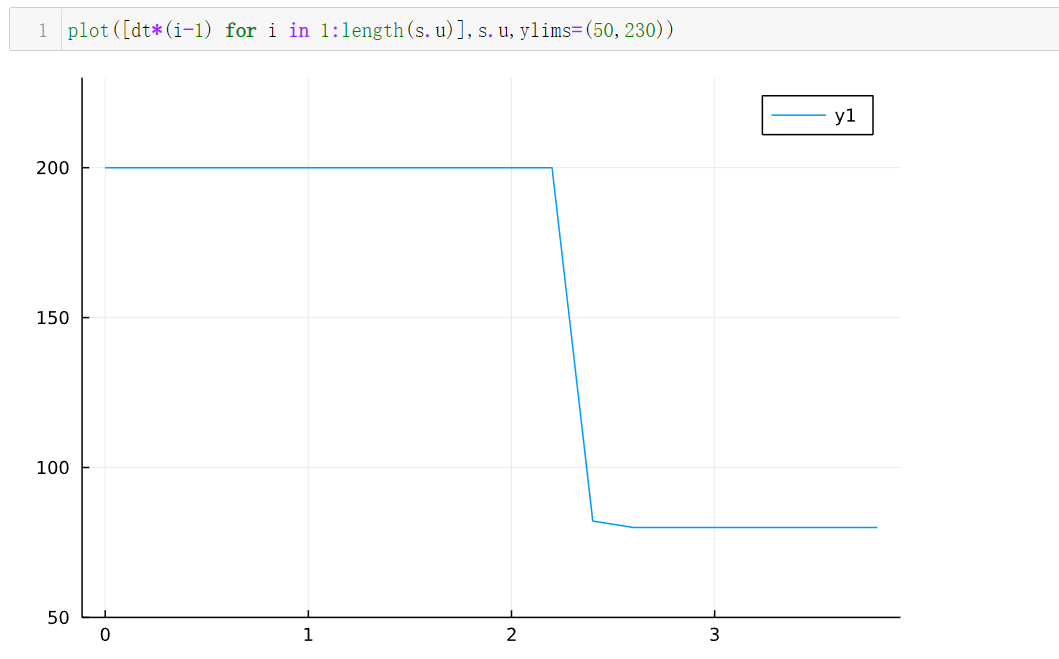 1 plot([dt*(i-1) for i in 1:length(s.u)],s.u,ylims=(50,230))
y1
200
150
100
50
0 1 2 3